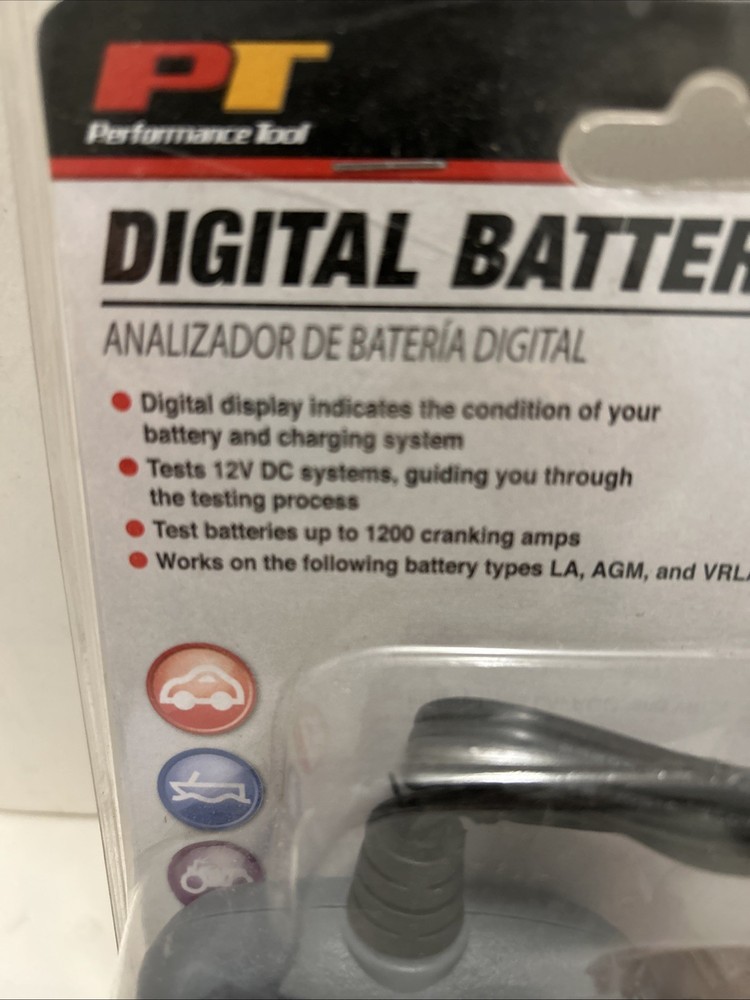 PT
Performance Tool
DIGITAL BATTER
ANALIZADOR DE BATERÍA DIGITAL
Digital display indicates the condition of your
battery and charging system
Tests 12V DC systems, guiding you through
the testing process
Test batteries up to 1200 cranking amps
Works on the following battery types LA, AGM, and VRLA